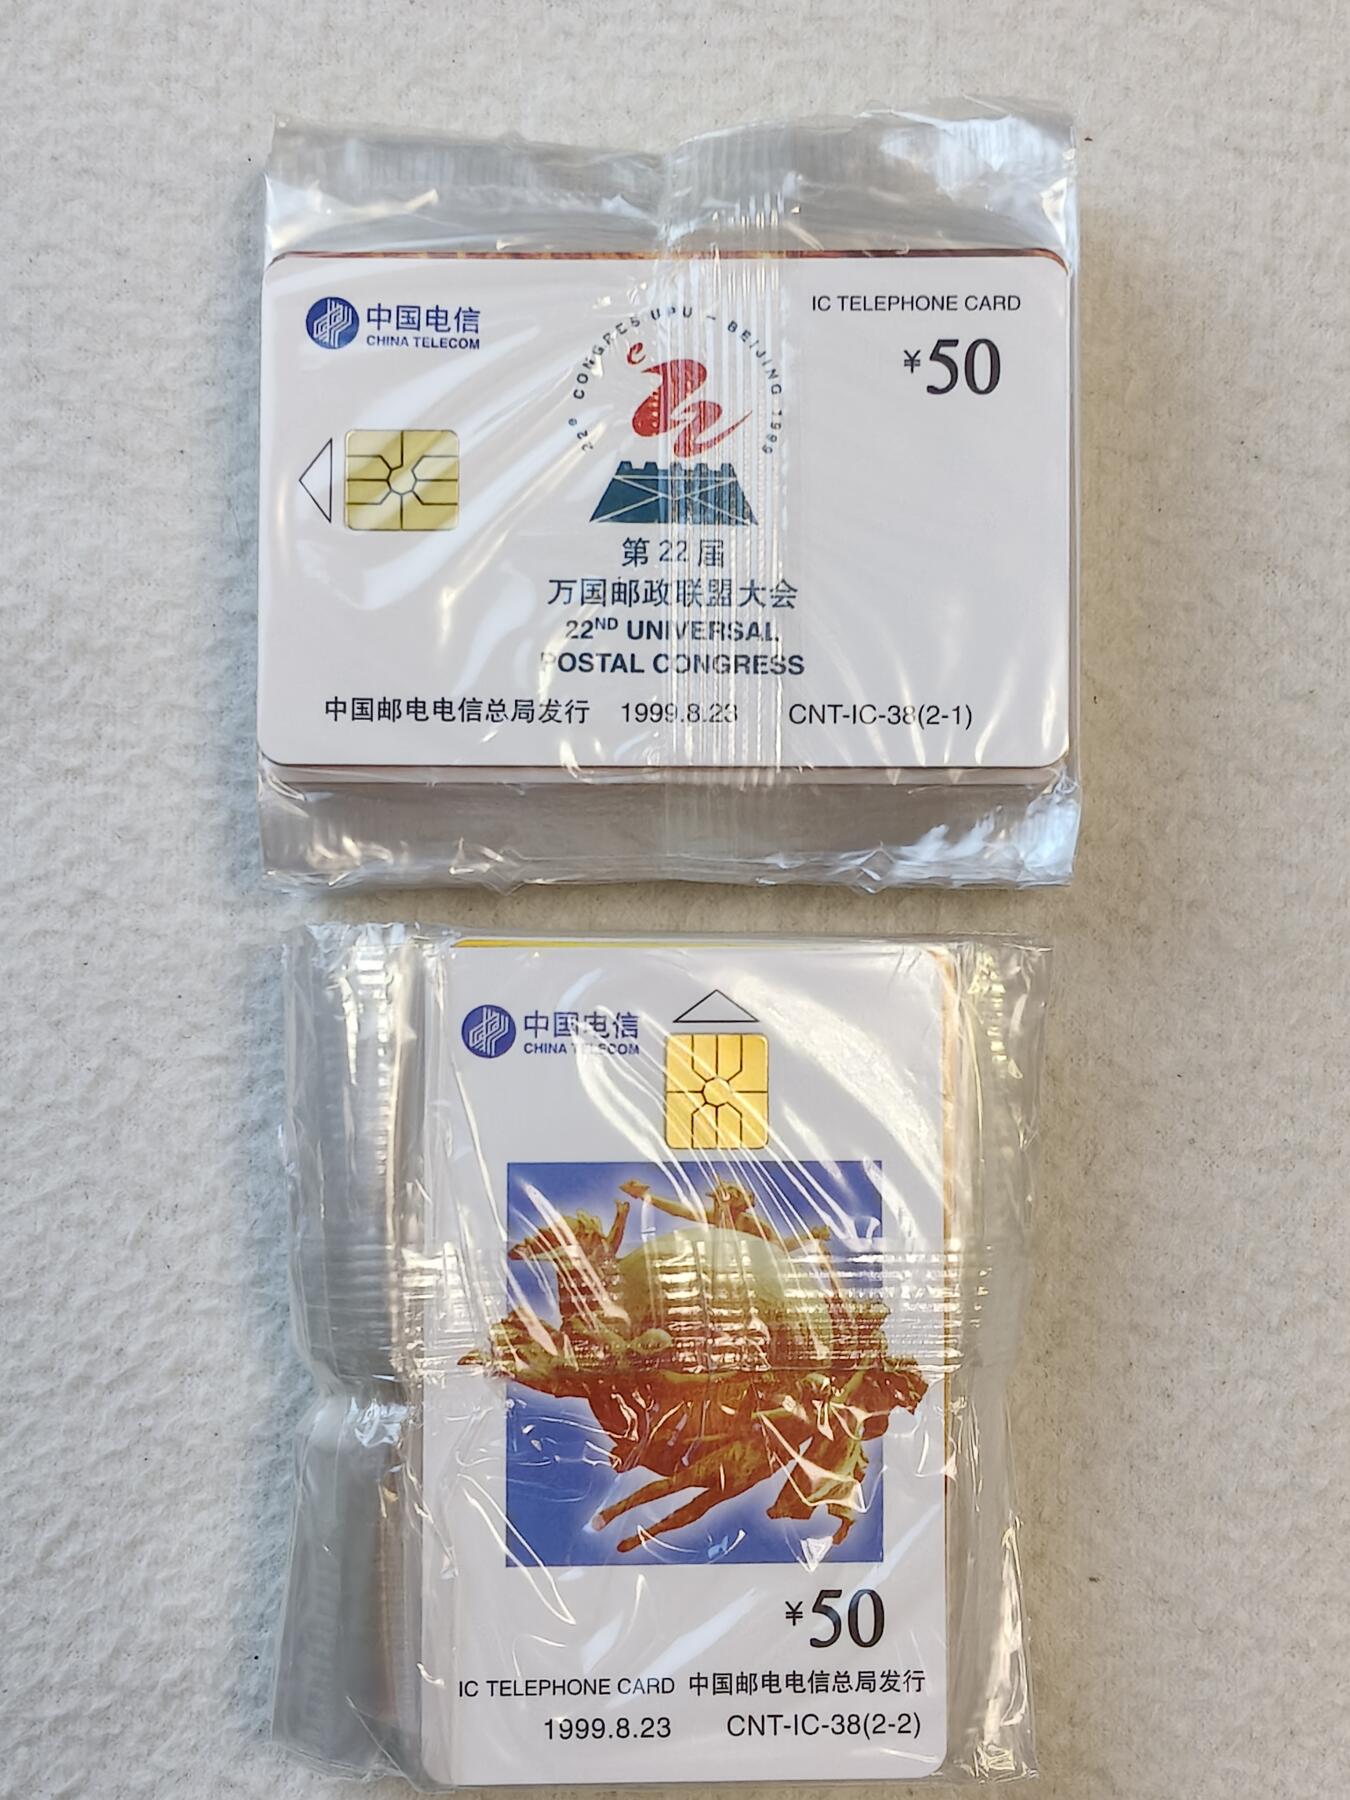 中国电信
CHINA TELECOM
IC TELEPHONE CARD
¥50
22e CONGRES UPU - BEIJING 1999
第22届
万国邮政联盟大会
22ND UNIVERSAL
POSTAL CONGRESS
中国邮电电信总局发行 1999.8.23 CNT-IC-38(2-1)
中国电信
CHINA TELECOM
¥50
IC TELEPHONE CARD 中国邮电电信总局发行
1999.8.23 CNT-IC-38(2-2)